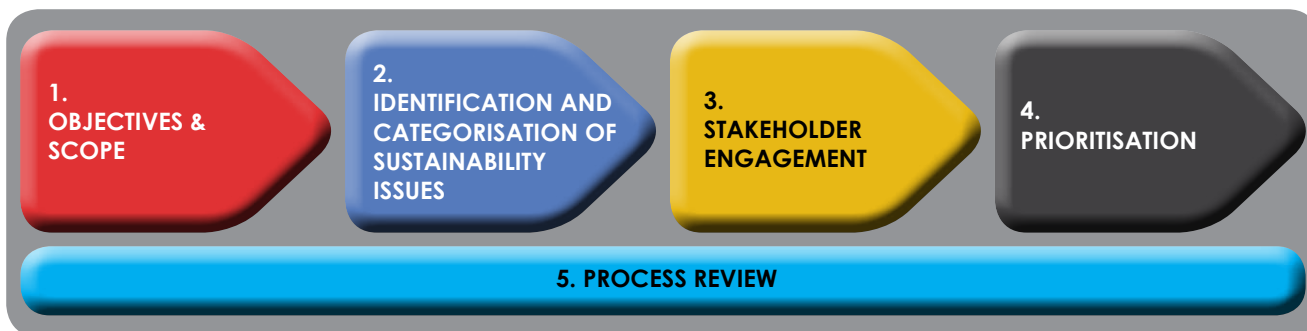 1.
OBJECTIVES &
SCOPE
2.
IDENTIFICATION AND
CATEGORISATION OF
SUSTAINABILITY
ISSUES
3.
STAKEHOLDER
ENGAGEMENT
4.
PRIORITISATION
5. PROCESS REVIEW